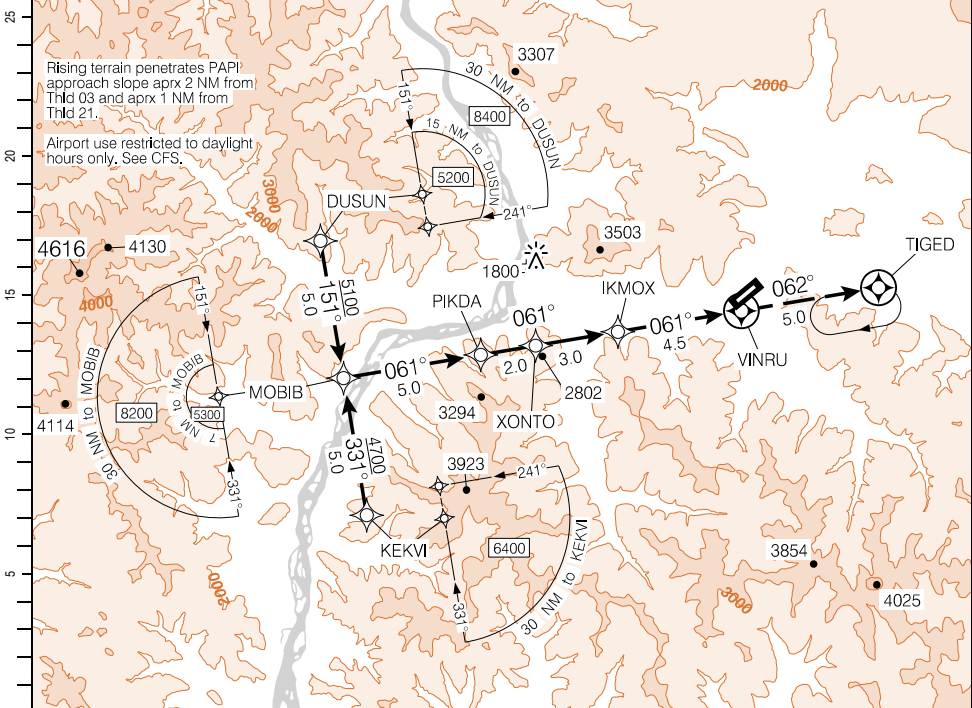 25
Rising terrain penetrates PAPI
approach slope aprx 2 NM from
Thld 03 and aprx 1 NM from
Thld 21.
Airport use restricted to daylight
hours only. See CFS.
30 NM to DUSUN
3307
2000
151°
8400
15 NM to DUSUN
5200
20
3000
2000
DUSUN
241°
4616
4130
3503
TIGED
1800
4000
15
151°
5100
151°
5.0
PIKDA
061°
IKMOX
062°
5.0
061°
4.5
VINRU
30 NM to MOBIB
8200
1 NM to MOBIB
5300
MOBIB
061°
5.0
2.0
3.0
2802
4114
3294
XONTO
10
331°
4700
331°
5.0
3923
241°
KEKVI
6400
30 NM to KEKVI
331°
5
2000
3854
4025
3000